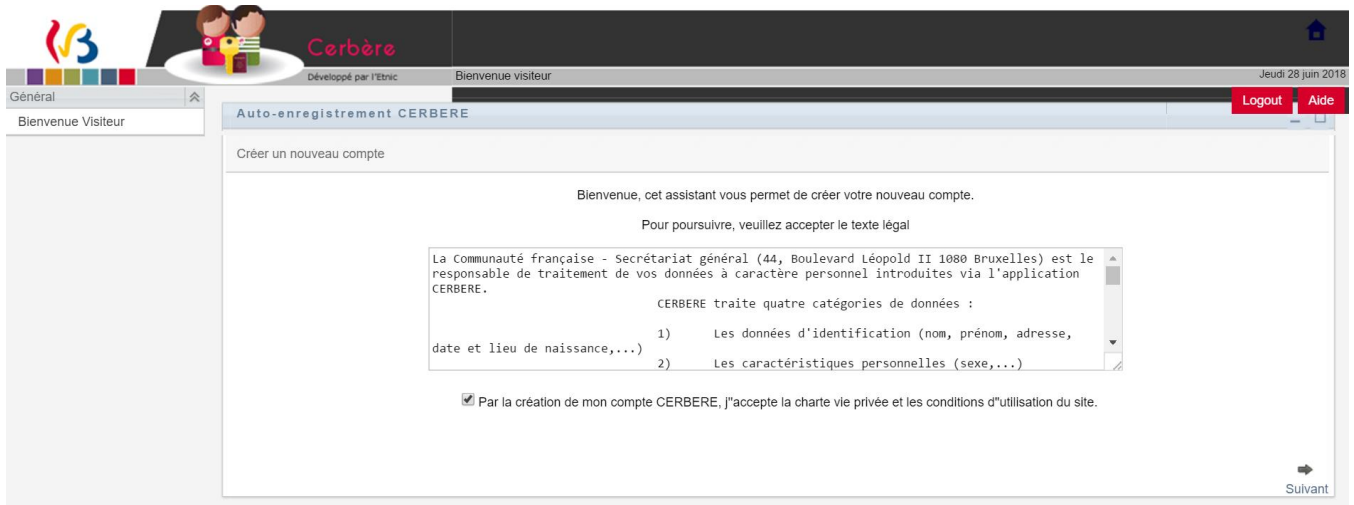 Cerbère
Développé par l'Etnic
Bienvenue visiteur
Jeudi 28 juin 2018
Général
Bienvenue Visiteur
Logout
Aide
Auto-enregistrement CERBERE
Créer un nouveau compte
Bienvenue, cet assistant vous permet de créer votre nouveau compte.
Pour poursuivre, veuillez accepter le texte légal
La Communauté française - Secrétariat général (44, Boulevard Léopold II 1080 Bruxelles) est le
responsable de traitement de vos données à caractère personnel introduites via l'application
CERBERE.
CERBERE traite quatre catégories de données :
1) Les données d'identification (nom, prénom, adresse,
date et lieu de naissance,...)
2) Les caractéristiques personnelles (sexe,...)
Par la création de mon compte CERBERE, j"accepte la charte vie privée et les conditions d"utilisation du site.
Suivant